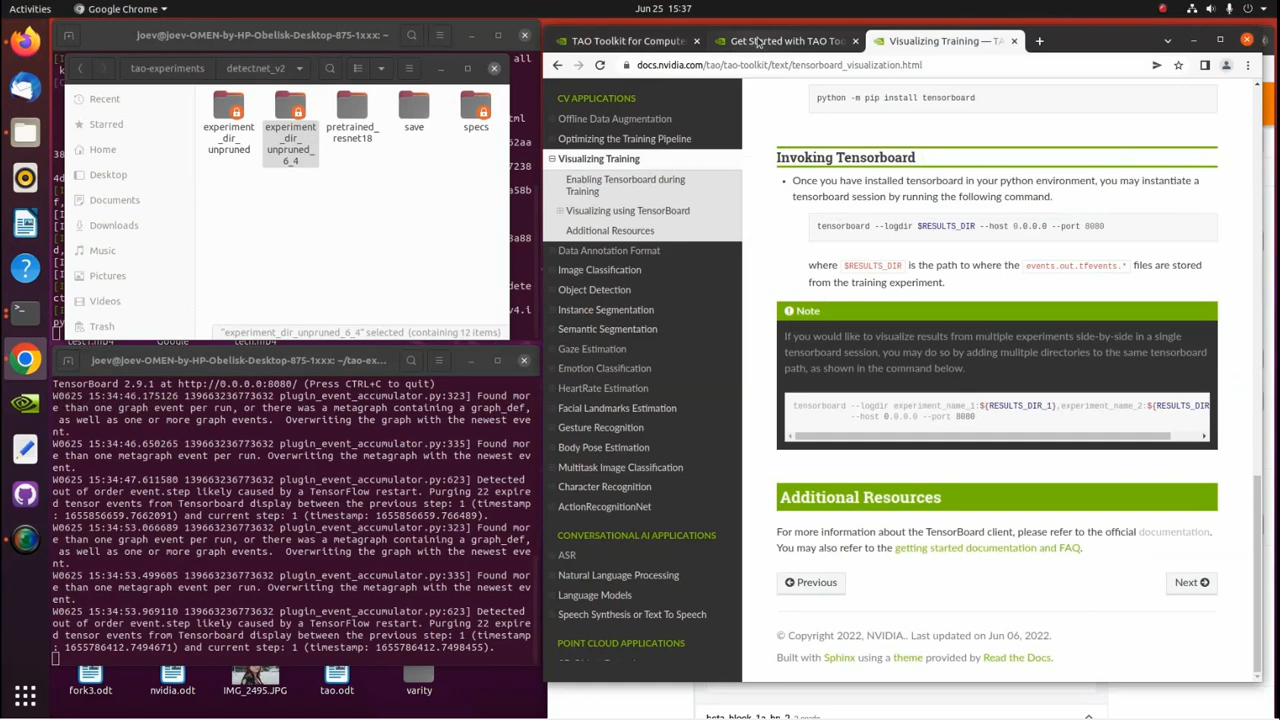 Activities
Google Chrome
Jun 25 15:37
joev@joev-OMEN-by-HP-Obelisk-Desktop-875-1xxx: ~
tao-experiments
detectnet_v2
Recent
Starred
Home
Desktop
Documents
Downloads
Music
Pictures
Videos
Trash
experiment_dir_unpruned
experiment_dir_unpruned_6_4
pretrained_resnet18
save
specs
"experiment_dir_unpruned_6_4" selected (containing 12 items)
joev@joev-OMEN-by-HP-Obelisk-Desktop-875-1xxx: ~/tao-ex...
TensorBoard 2.9.1 at http://0.0.0.0:8080/ (Press CTRL+C to quit)
W0625 15:34:46.175126 139663236773632 plugin_event_accumulator.py:323] Found mo
re than one graph event per run, or there was a metagraph containing a graph_def,
as well as one or more graph events. Overwriting the graph with the newest eve
nt.
W0625 15:34:46.650265 139663236773632 plugin_event_accumulator.py:335] Found mo
re than one metagraph event per run. Overwriting it with the newest ev
ent.
W0625 15:34:47.611580 139663236773632 plugin_event_accumulator.py:623] Detected
out of order event.step likely caused by a TensorFlow restart. Purging 22 expire
d tensor events from Tensorboard display between the previous step: 1 (timestamp
: 1655856659.7662091) and current step: 1 (timestamp: 1655856659.766489).
W0625 15:34:53.066689 139663236773632 plugin_event_accumulator.py:323] Found mo
re than one graph event per run, or there was a metagraph containing a graph_def,
as well as one or more graph events. Overwriting the graph with the newest eve
nt.
W0625 15:34:53.499605 139663236773632 plugin_event_accumulator.py:335] Found mo
re than one metagraph event per run. Overwriting the metagraph with the newest ev
ent.
W0625 15:34:53.969110 139663236773632 plugin_event_accumulator.py:623] Detected
out of order event.step likely caused by a TensorFlow restart. Purging 22 expire
d tensor events from Tensorboard display between the previous step: 1 (timestamp
: 1655786412.7494671) and current step: 1 (timestamp: 1655786412.7498455).
fork3.odt
nvidia.odt
IMG_2495.JPG
tao.odt
varity
TAO Toolkit for Compute
Get Started with TAO Too
Visualizing Training — TA
docs.nvidia.com/tao/tao-toolkit/text/tensorboard_visualization.html
CV APPLICATIONS
Offline Data Augmentation
Optimizing the Training Pipeline
Visualizing Training
Enabling Tensorboard during
Training
Visualizing using TensorBoard
Additional Resources
Data Annotation Format
Image Classification
Object Detection
Instance Segmentation
Semantic Segmentation
Gaze Estimation
Emotion Classification
HeartRate Estimation
Facial Landmarks Estimation
Gesture Recognition
Body Pose Estimation
Multitask Image Classification
Character Recognition
ActionRecognitionNet
CONVERSATIONAL AI APPLICATIONS
ASR
Natural Language Processing
Language Models
Speech Synthesis or Text To Speech
POINT CLOUD APPLICATIONS
python -m pip install tensorboard
Invoking Tensorboard
• Once you have installed tensorboard in your python environment, you may instantiate a
tensorboard session by running the following command.
tensorboard --logdir $RESULTS_DIR --host 0.0.0.0 --port 8080
where $RESULTS_DIR is the path to where the events.out.tfevents.* files are stored
from the training experiment.
Note
If you would like to visualize results from multiple experiments side-by-side in a single
tensorboard session, you may do so by adding mulitple directories to the same tensorboard
path, as shown in the command below.
tensorboard --logdir experiment_name_1:${RESULTS_DIR_1},experiment_name_2:${RESULTS_DIR
--host 0.0.0.0 --port 8080
Additional Resources
For more information about the TensorBoard client, please refer to the official documentation.
You may also refer to the getting started documentation and FAQ.
Previous
Next
© Copyright 2022, NVIDIA.. Last updated on Jun 06, 2022.
Built with Sphinx using a theme provided by Read the Docs.